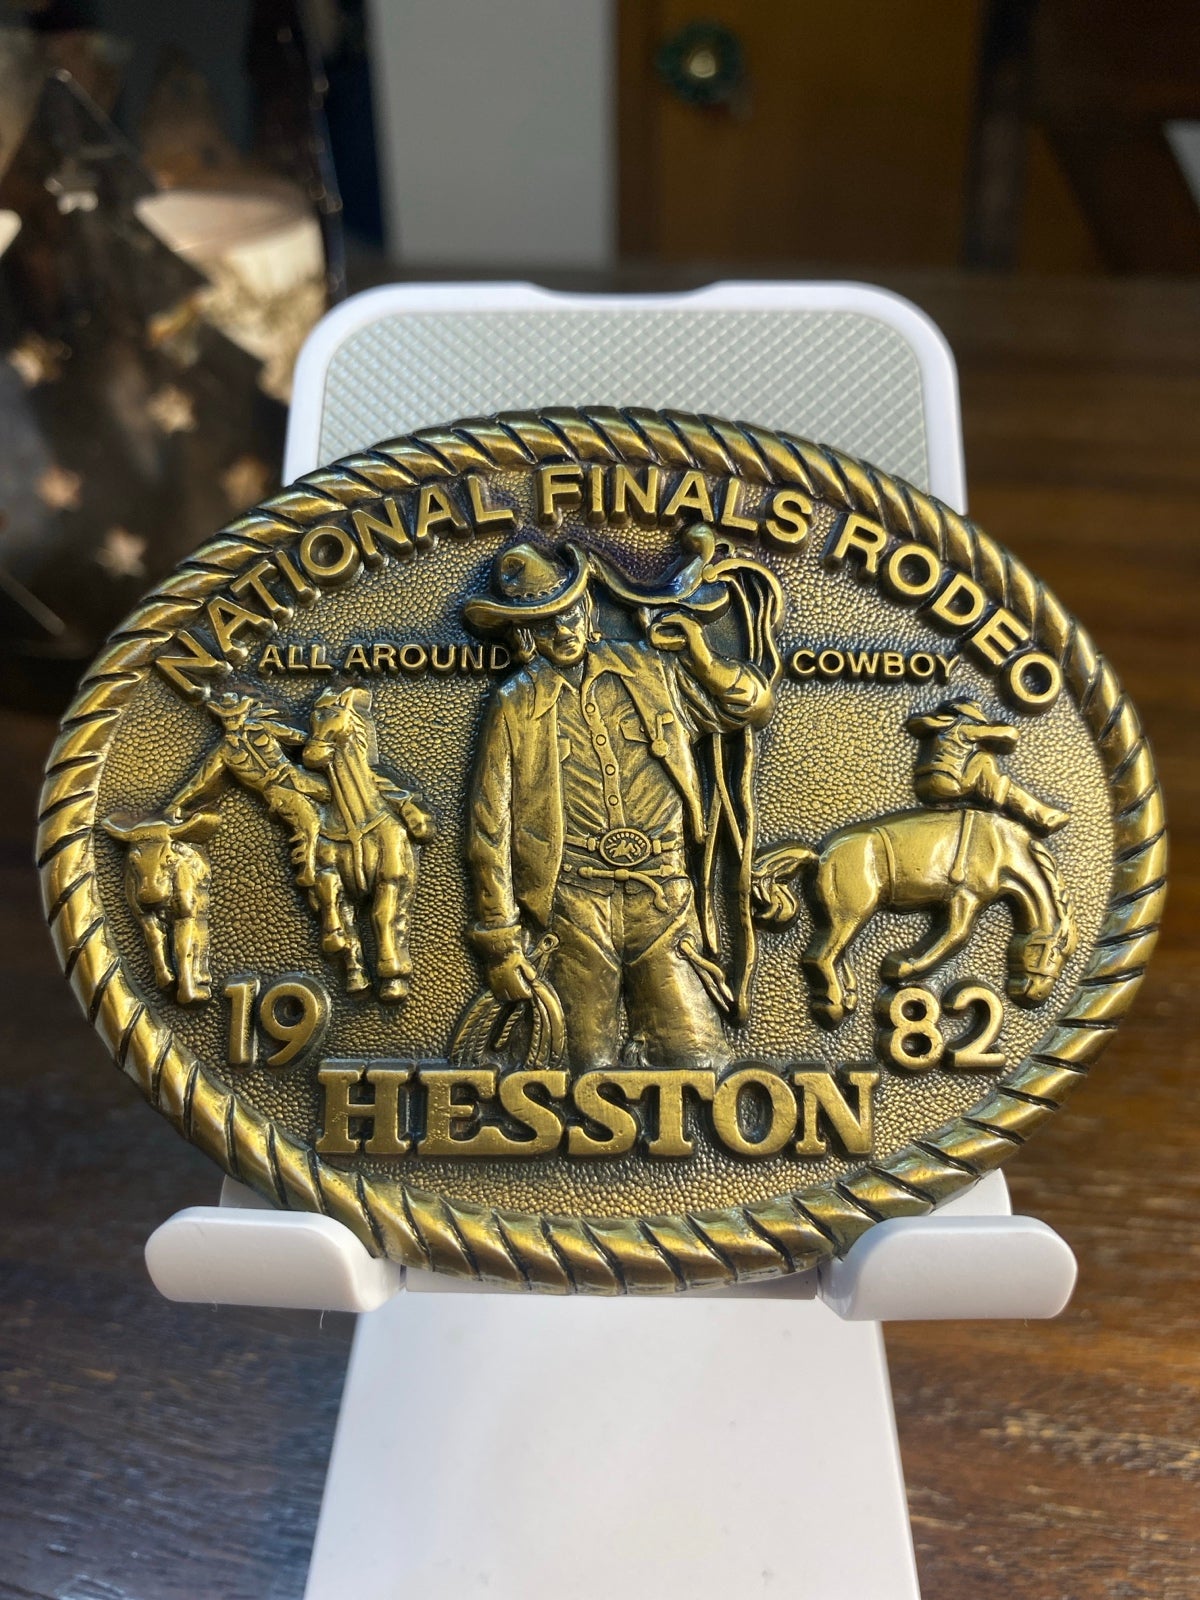 NATIONAL FINALS RODEO
ALL AROUND COWBOY
19 82
HESSTON